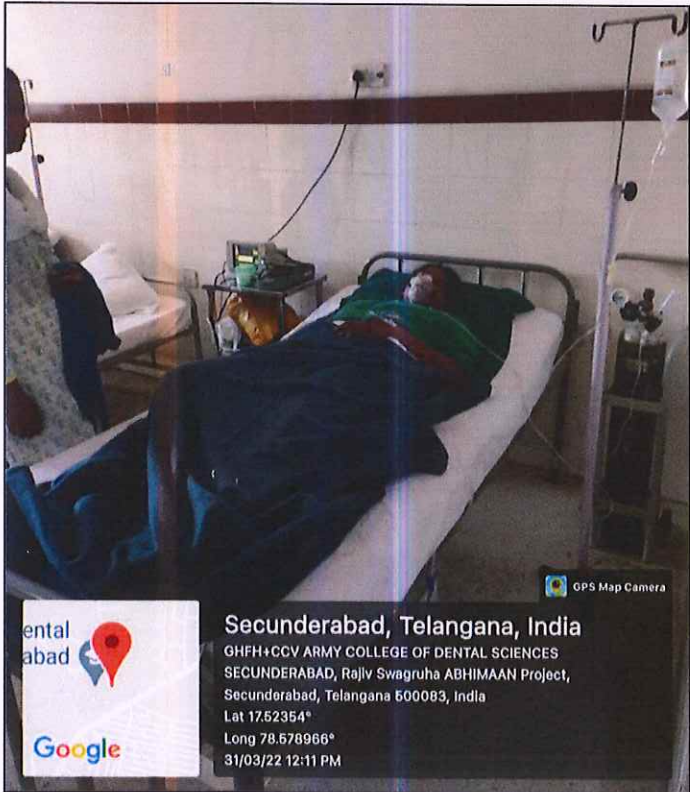 GPS Map Camera
ental
abad
Google
Secunderabad, Telangana, India
GHFH+CCV ARMY COLLEGE OF DENTAL SCIENCES
SECUNDERABAD, Rajiv Swagruha ABHIMAAN Project,
Secunderabad, Telangana 500083, India
Lat 17.52354°
Long 78.578966°
31/03/22 12:11 PM